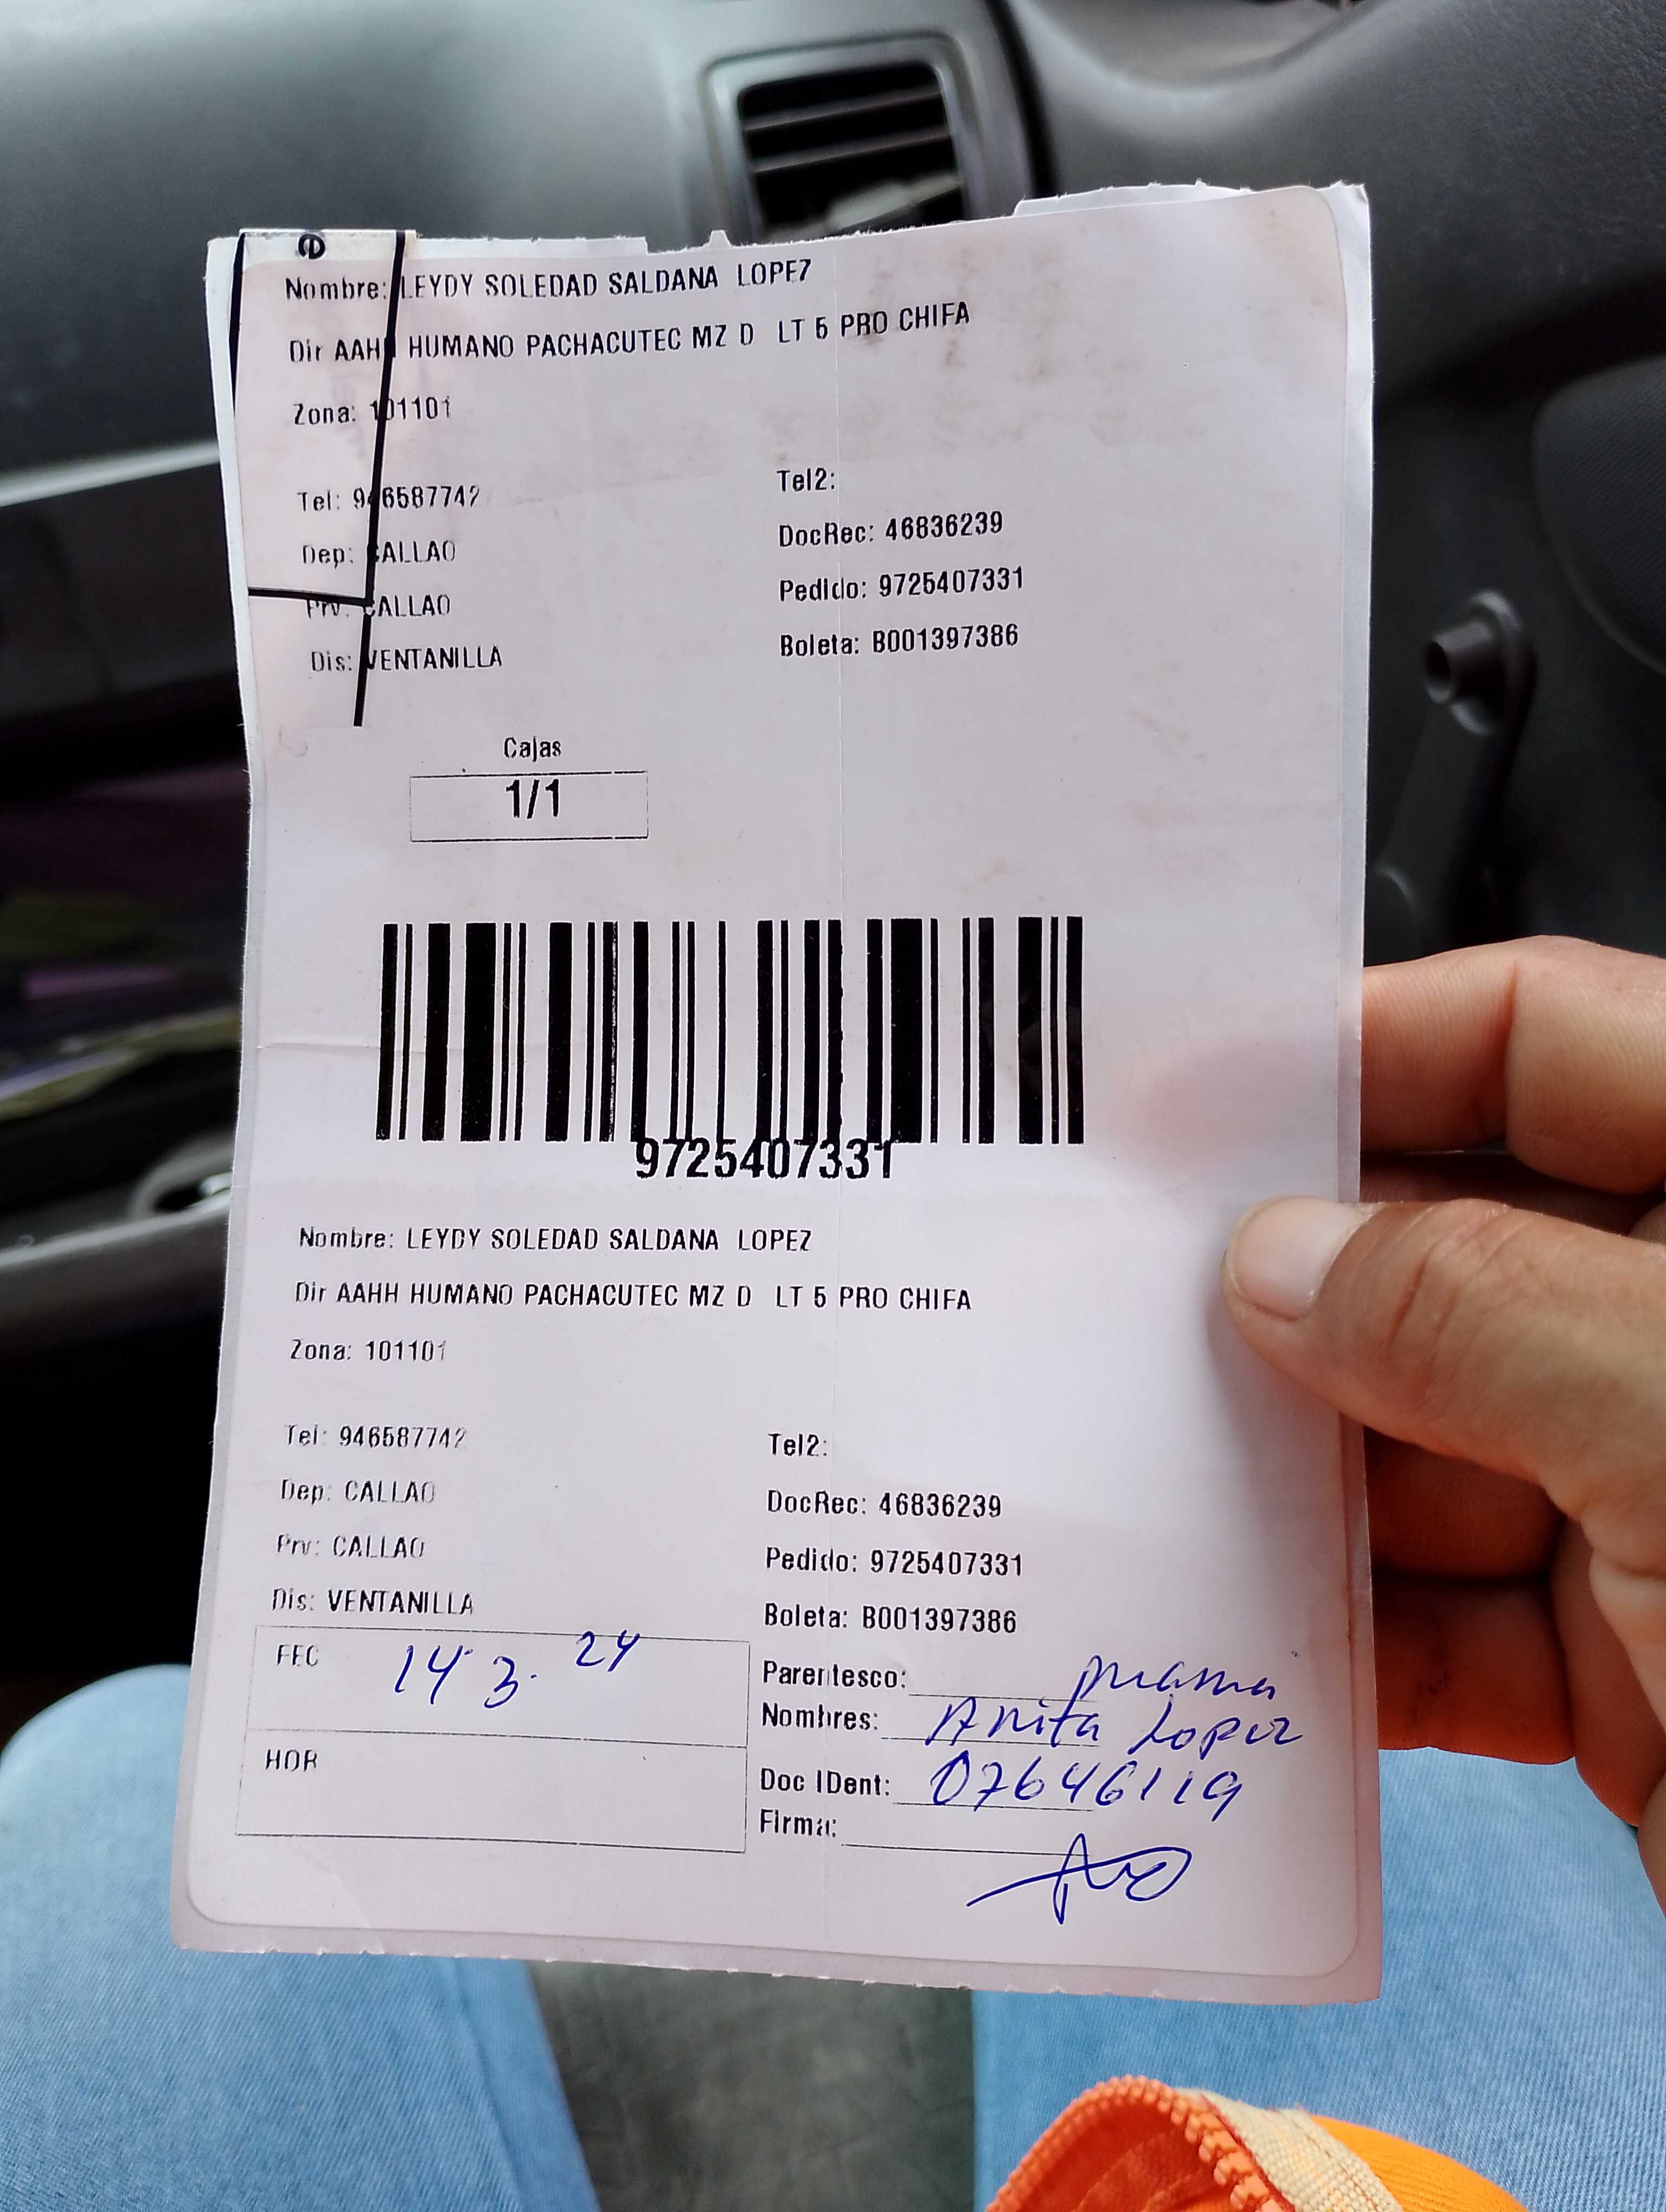 Nombre: LEYDY SOLEDAD SALDANA LOPEZ
Dir AAHH HUMANO PACHACUTEC MZ D LT 5 PRO CHIFA
Zona: 101101
Tel: 946587742
Tel2:
Dep: CALLAO
DocRec: 46836239
Prv: CALLAO
Pedido: 9725407331
Dis: VENTANILLA
Boleta: B001397386
Cajas
1/1
9725407331
Nombre: LEYDY SOLEDAD SALDANA LOPEZ
Dir AAHH HUMANO PACHACUTEC MZ D LT 5 PRO CHIFA
Zona: 101101
Tel: 946587742
Tel2:
Dep: CALLAO
DocRec: 46836239
Prv: CALLAO
Pedido: 9725407331
Dis: VENTANILLA
Boleta: B001397386
FEC 14 3. 24
Parentesco: mama
Nombres: Anita Lopez
HOR
Doc IDent: 07646119
Firma: